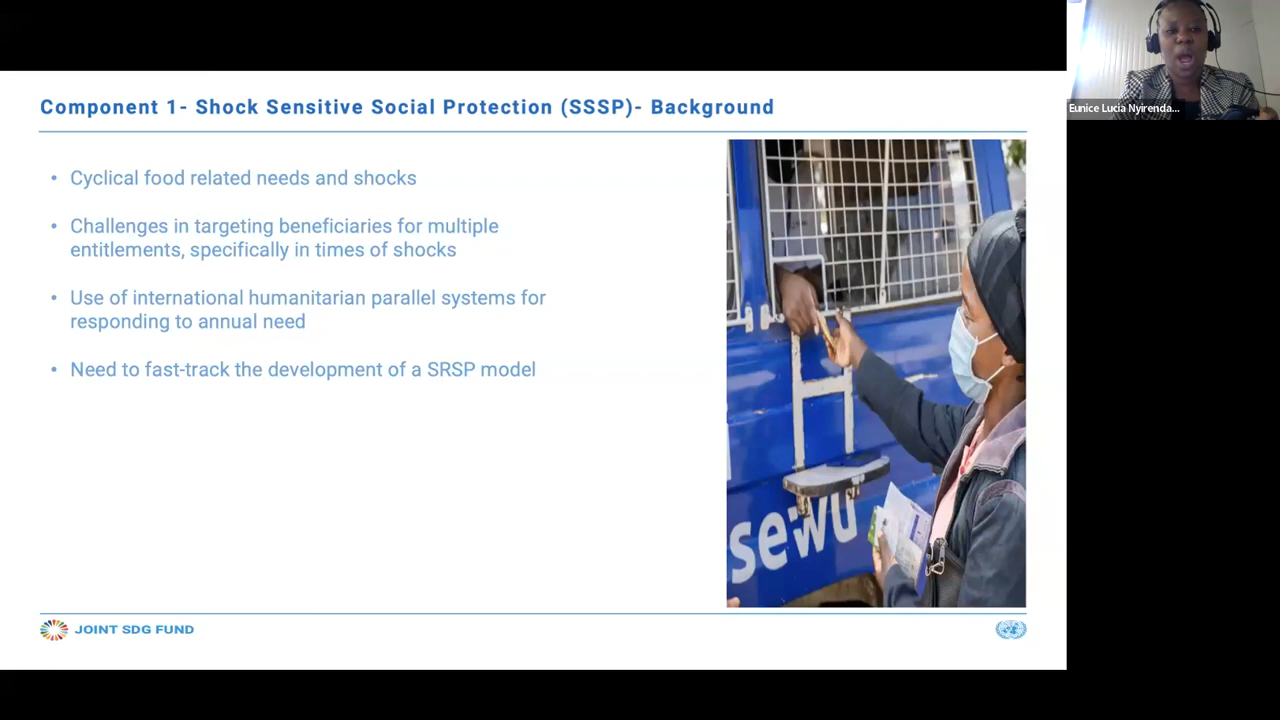 Component 1- Shock Sensitive Social Protection (SSSP)- Background
Eunice Lucia Nyirenda...
• Cyclical food related needs and shocks
• Challenges in targeting beneficiaries for multiple
entitlements, specifically in times of shocks
• Use of international humanitarian parallel systems for
responding to annual need
• Need to fast-track the development of a SRSP model
sewu
JOINT SDG FUND